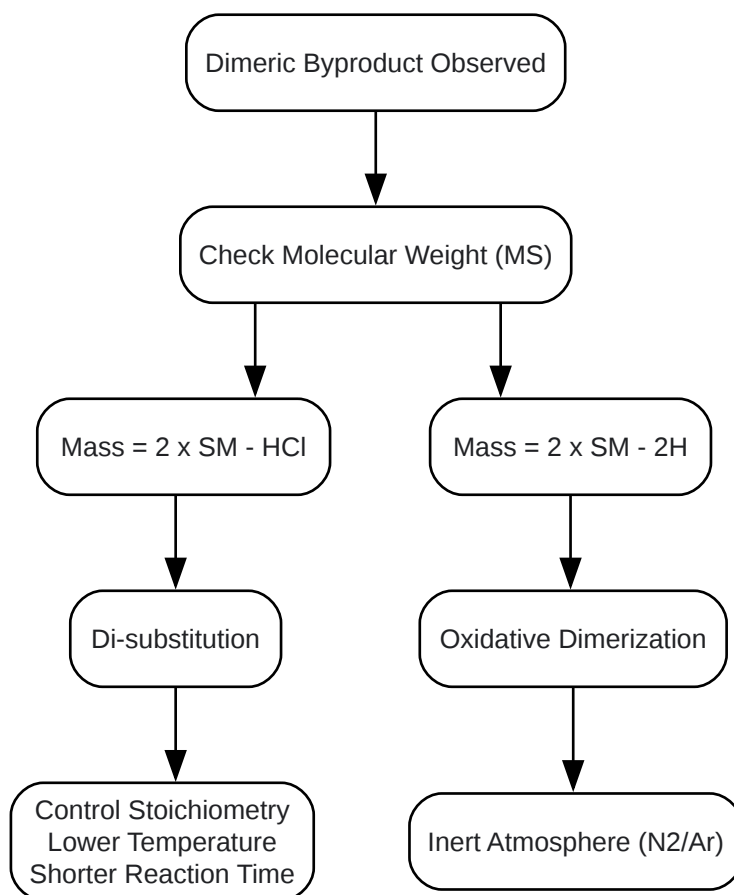 Dimeric Byproduct Observed
Check Molecular Weight (MS)
Mass = 2 x SM - HCl
Mass = 2 x SM - 2H
Di-substitution
Oxidative Dimerization
Control Stoichiometry
Lower Temperature
Shorter Reaction Time
Inert Atmosphere (N2/Ar)